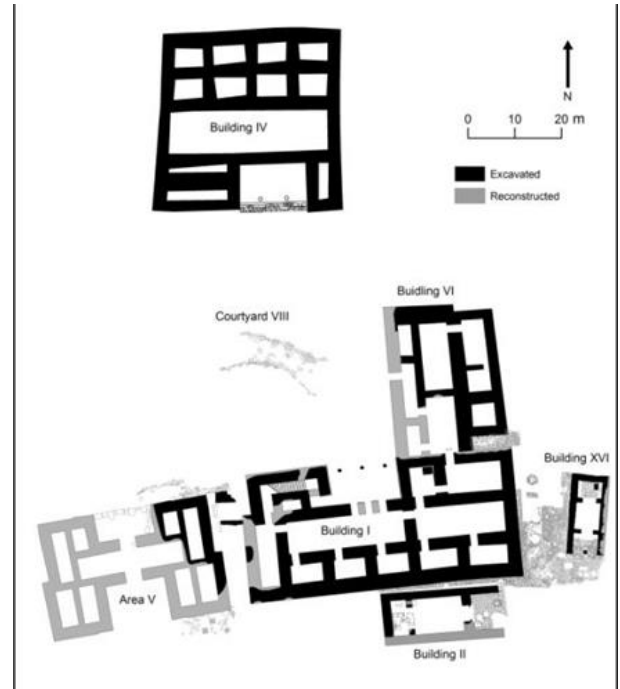 Building IV
N
0 10 20 m
Excavated
Reconstructed
Buidling VI
Courtyard VIII
Building XVI
Building I
Area V
Building II